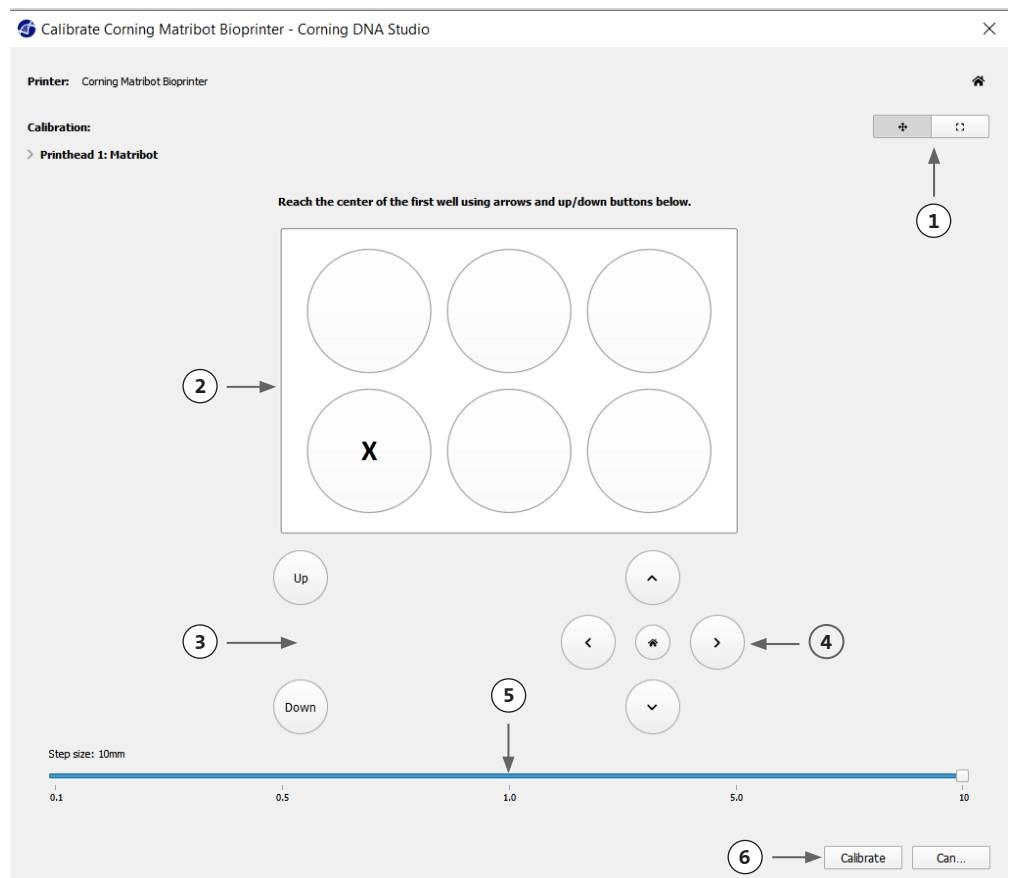 Calibrate Corning Matribot Bioprinter - Corning DNA Studio
Printer: Corning Matribot Bioprinter
Calibration:
Printhead 1: Matribot
1
Reach the center of the first well using arrows and up/down buttons below.
2
X
Up
3
4
Down
5
Step size: 10mm
0.1 0.5 1.0 5.0 10
6 Calibrate Can...